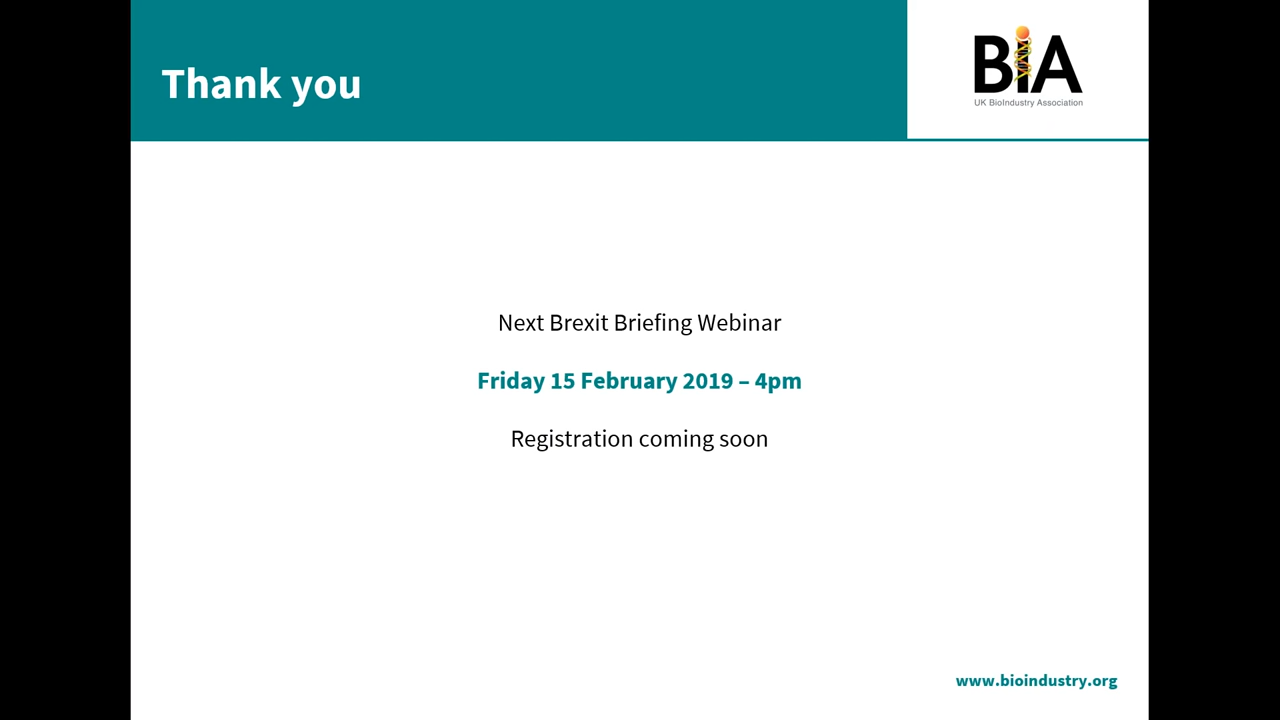 Thank you
BiA
UK BioIndustry Association
Next Brexit Briefing Webinar
Friday 15 February 2019 – 4pm
Registration coming soon
www.bioindustry.org